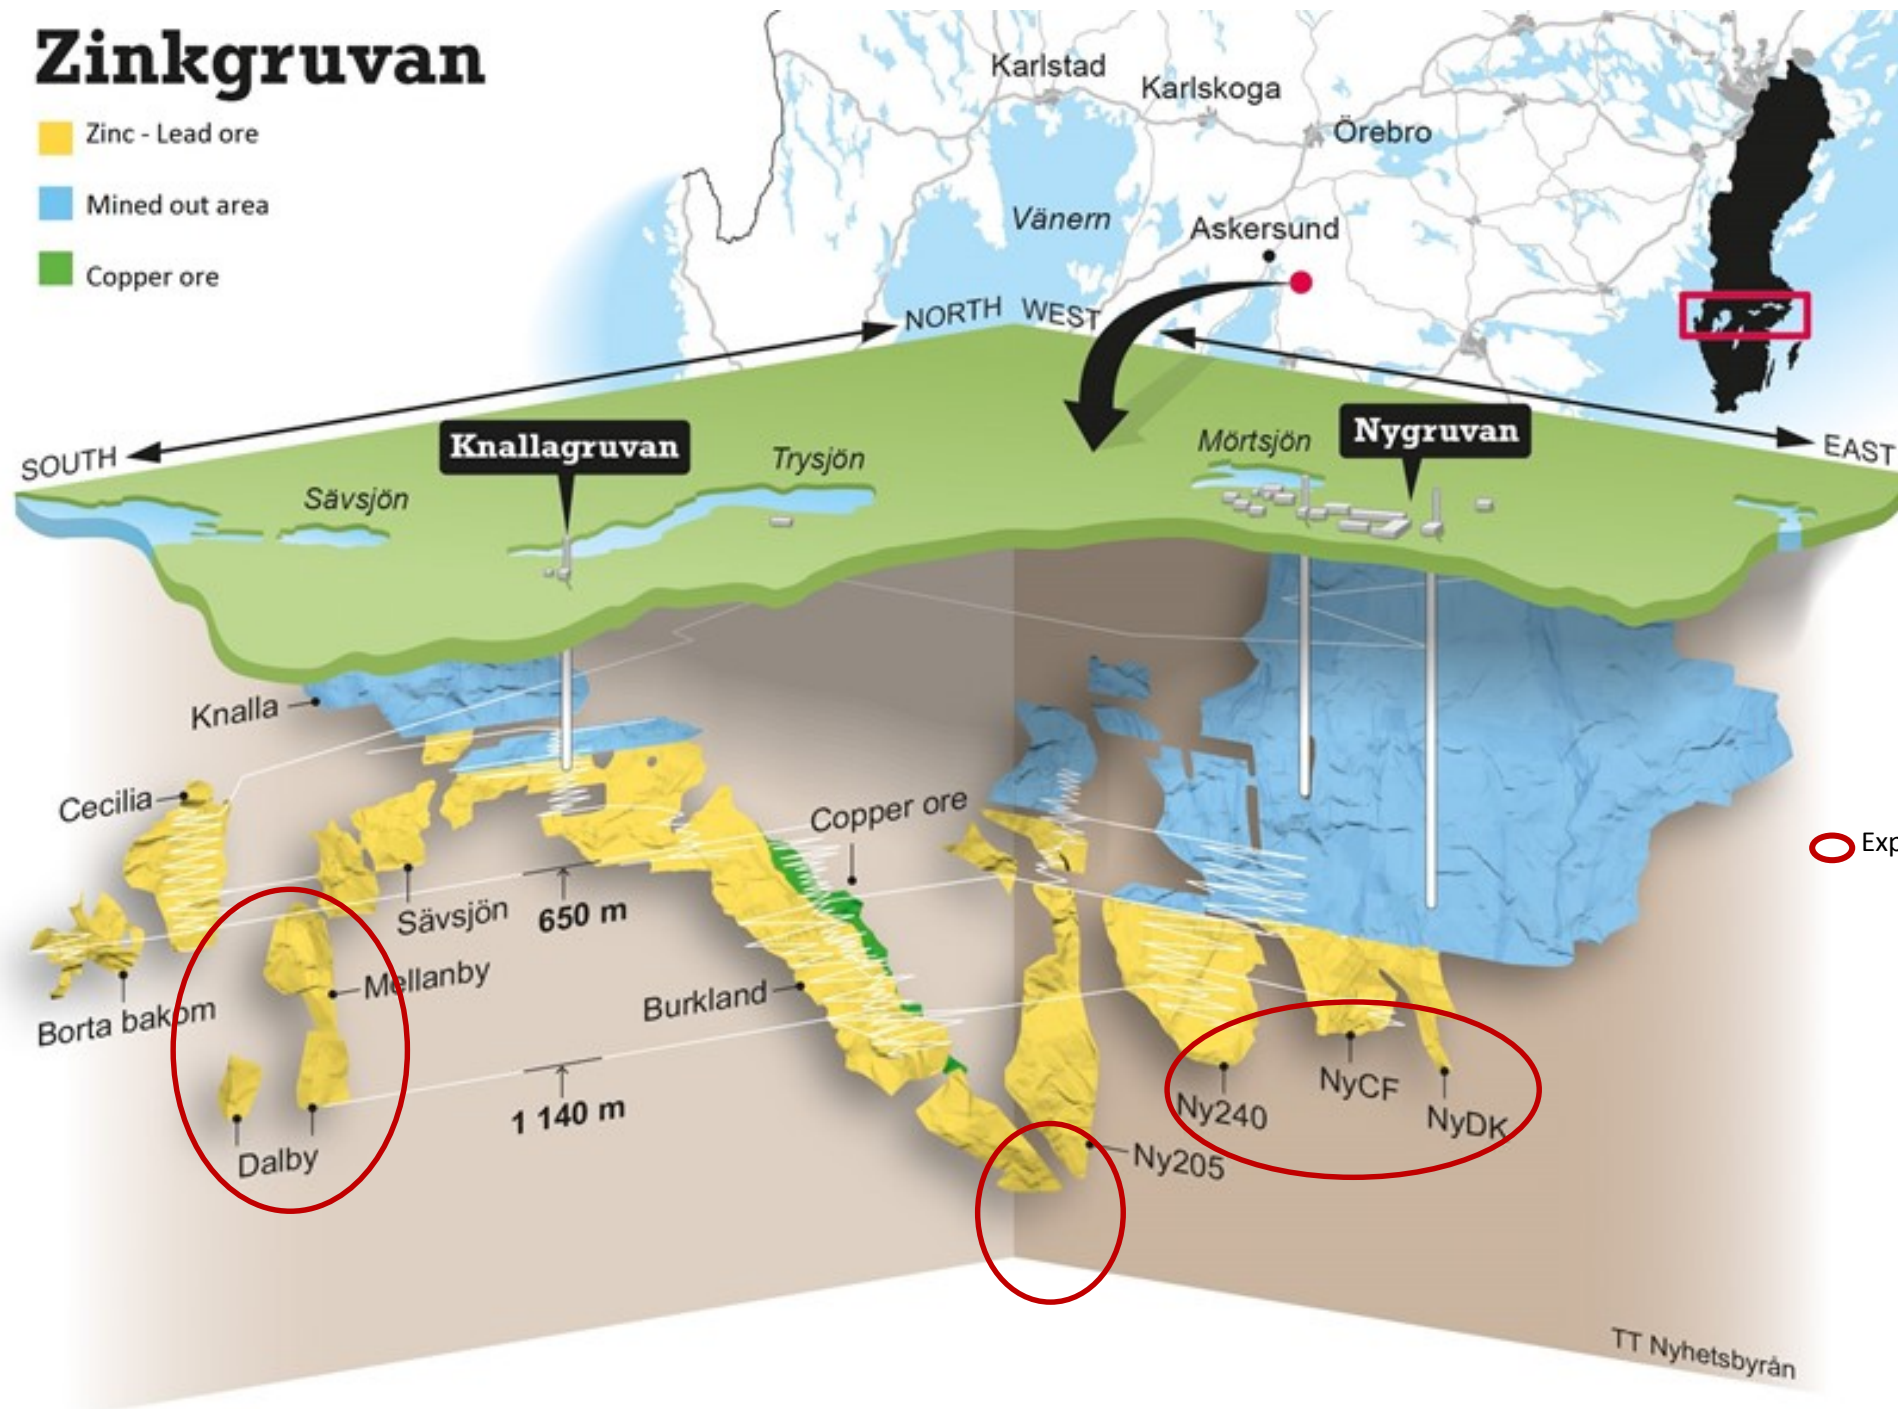 Zinkgruvan
Zinc - Lead ore
Mined out area
Copper ore
Karlstad
Karlskoga
Örebro
Vänern
Askersund
NORTH
WEST
SOUTH
EAST
Knallagruvan
Nygruvan
Sävsjön
Trysjön
Mörtsjön
Knalla
Cecilia
Copper ore
Exp
Sävsjön
650 m
Mellanby
Borta bakom
Burkland
1 140 m
Dalby
Ny240
NyCF
NyDK
Ny205
TT Nyhetsbyrån